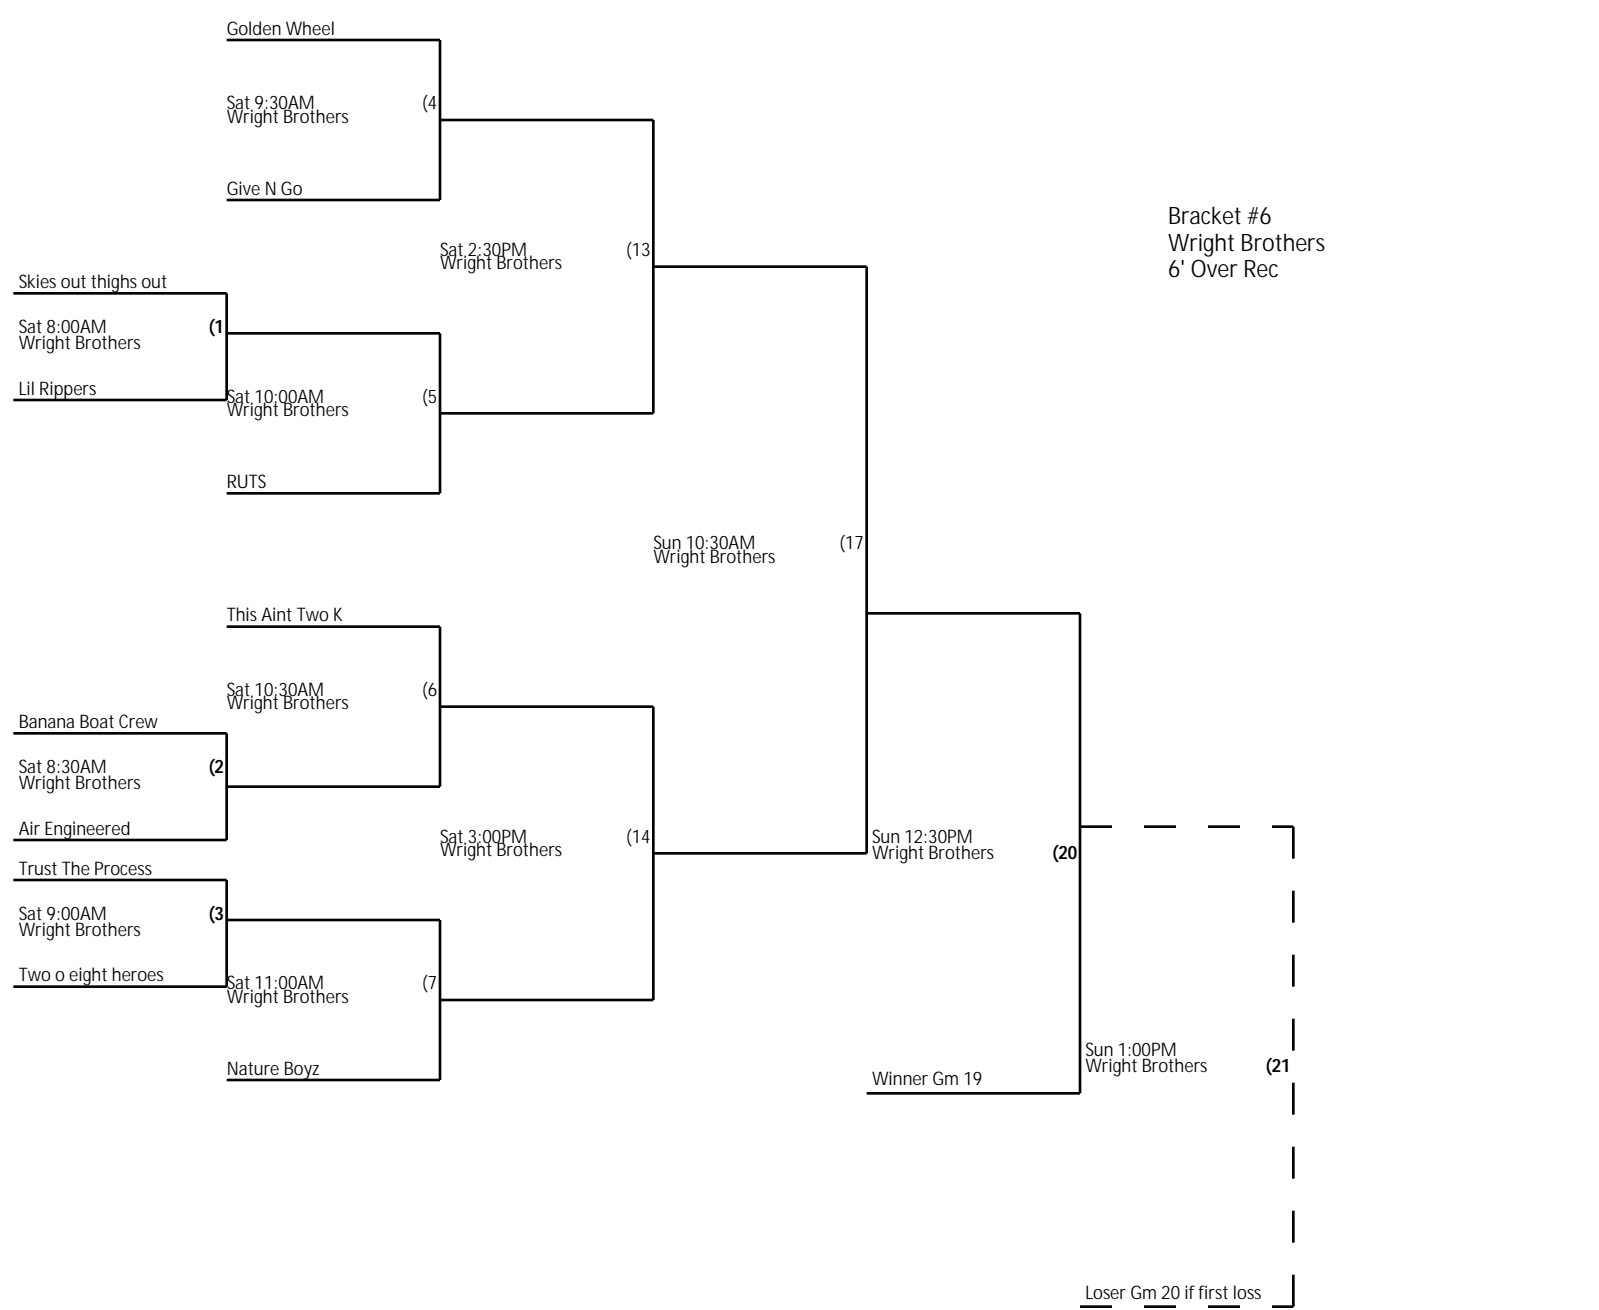 Golden Wheel
Sat 9:30AM
Wright Brothers
(4
Give N Go
Bracket #6
Wright Brothers
6' Over Rec
Sat 2:30PM
Wright Brothers
(13
Skies out thighs out
Sat 8:00AM
Wright Brothers
(1
Lil Rippers
Sat 10:00AM
Wright Brothers
(5
RUTS
Sun 10:30AM
Wright Brothers
(17
This Aint Two K
Sat 10:30AM
Wright Brothers
(6
Banana Boat Crew
Sat 8:30AM
Wright Brothers
(2
Air Engineered
Sat 3:00PM
Wright Brothers
(14
Sun 12:30PM
Wright Brothers
(20
Trust The Process
Sat 9:00AM
Wright Brothers
(3
Two o eight heroes
Sat 11:00AM
Wright Brothers
(7
Nature Boyz
Sun 1:00PM
Wright Brothers
(21
Winner Gm 19
Loser Gm 20 if first loss